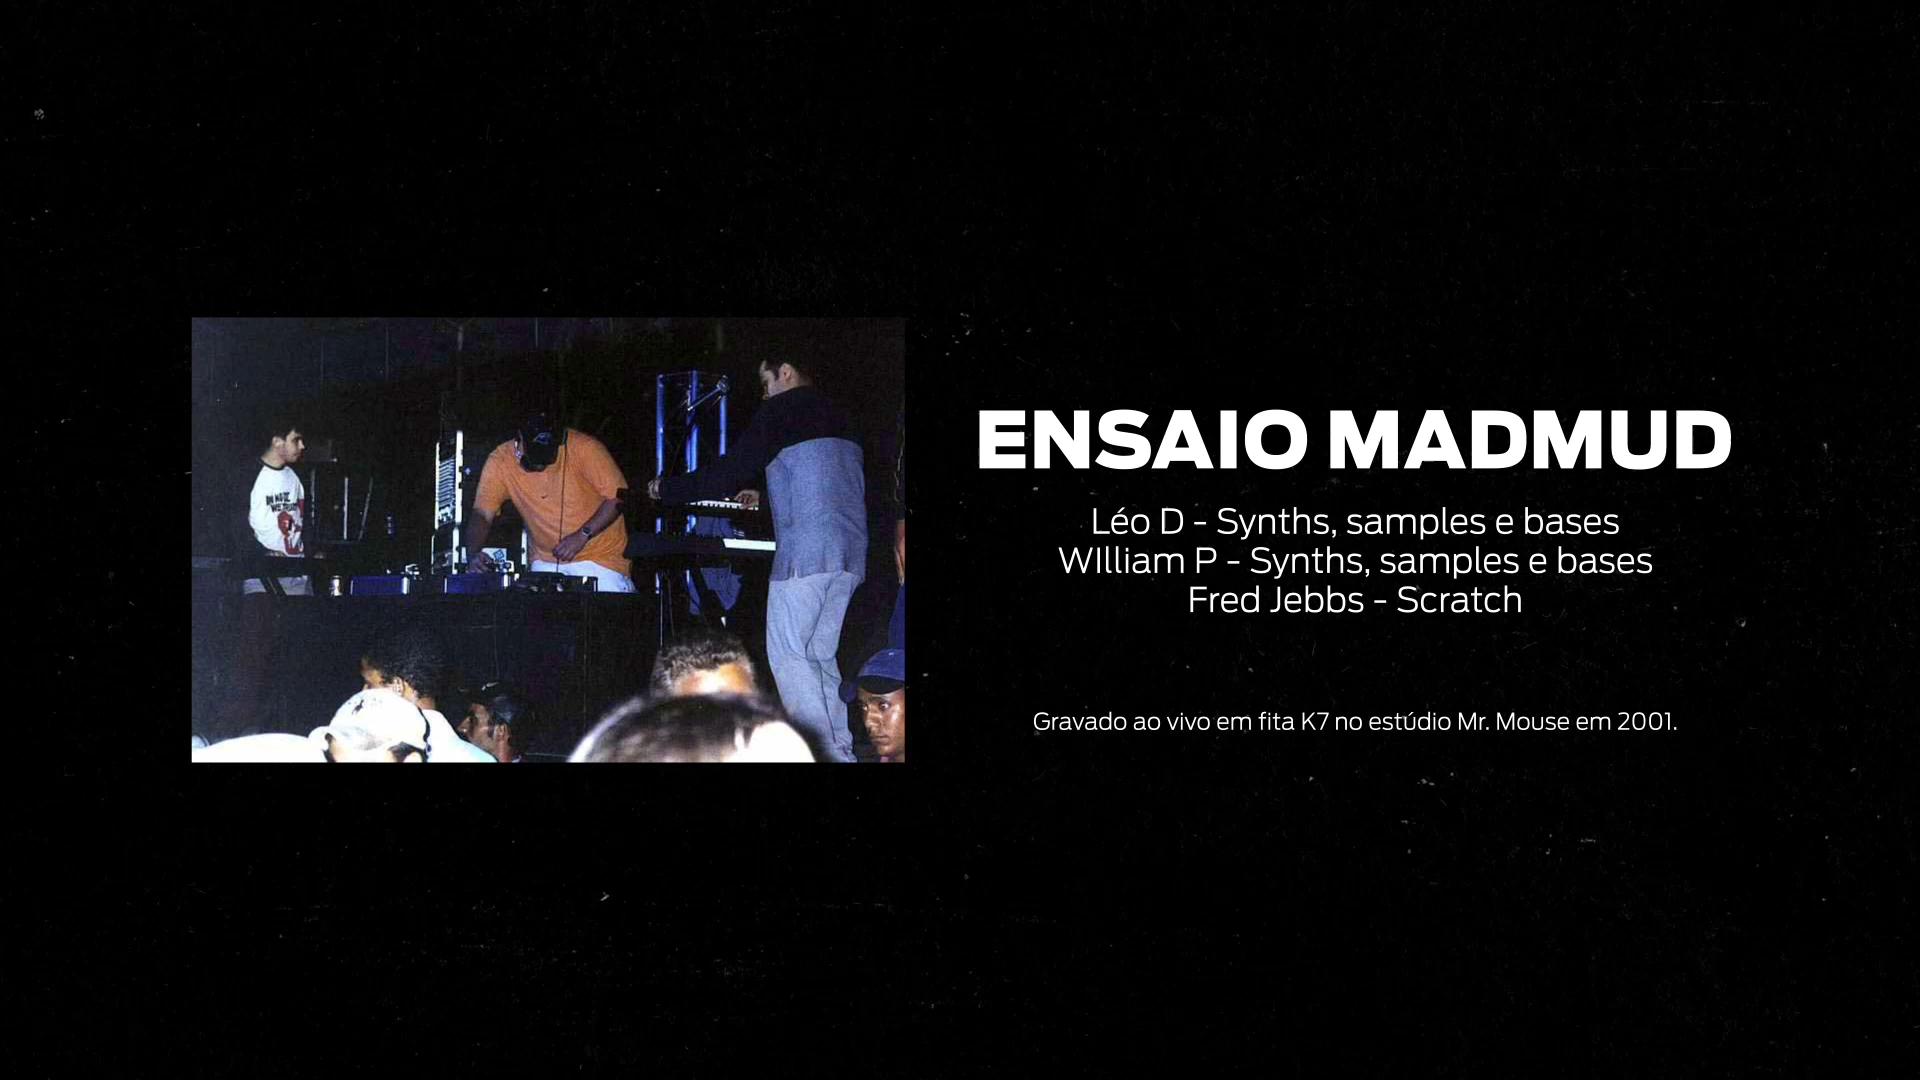 ENSAIO MADMUD
Léo D - Synths, samples e bases
WIlliam P - Synths, samples e bases
Fred Jebbs - Scratch
Gravado ao vivo em fita K7 no estúdio Mr. Mouse em 2001.